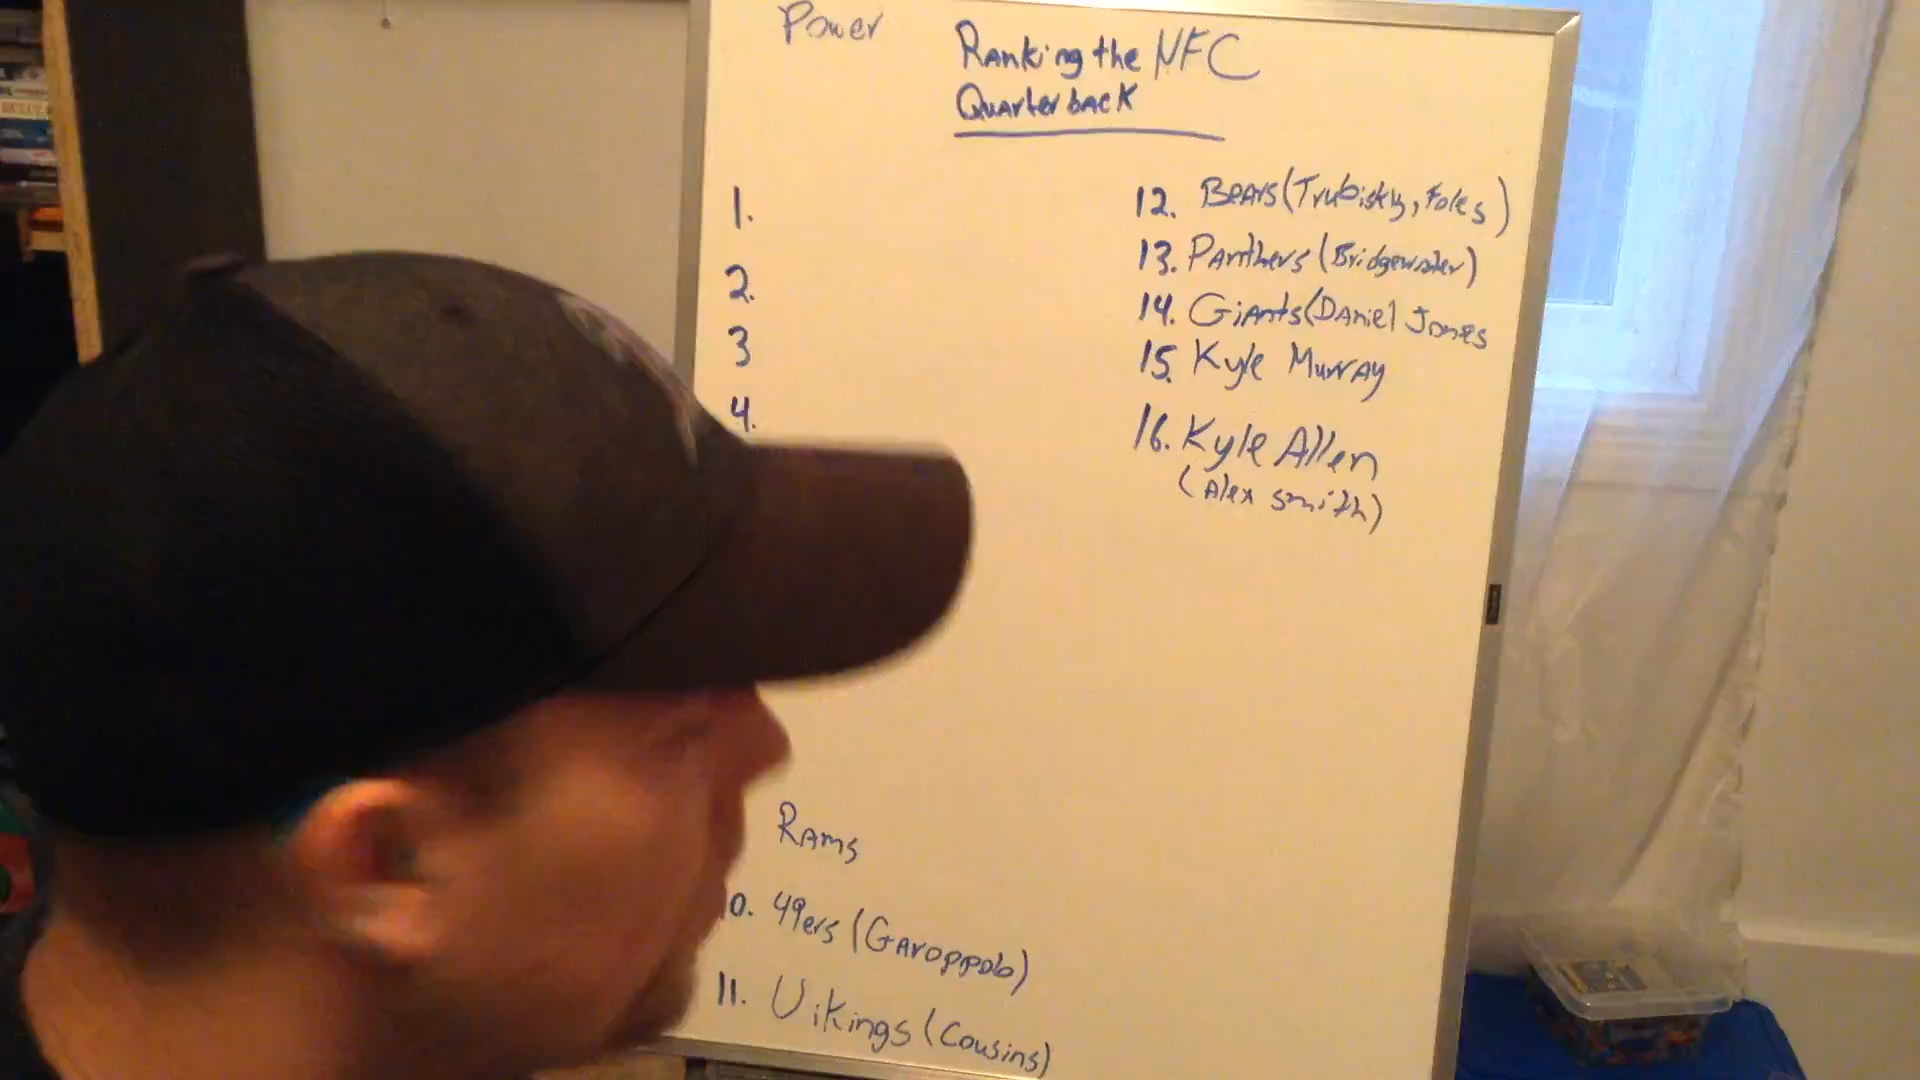 Power
Ranking the NFC
Quarterback
1.
2.
3
4.
Rams
10. 49ers (Garoppolo)
11. Vikings (Cousins)
12. Bears (Trubisky, Foles)
13. Panthers (Bridgewater)
14. Giants (Daniel Jones
15. Kyle Murray
16. Kyle Allen
(Alex Smith)